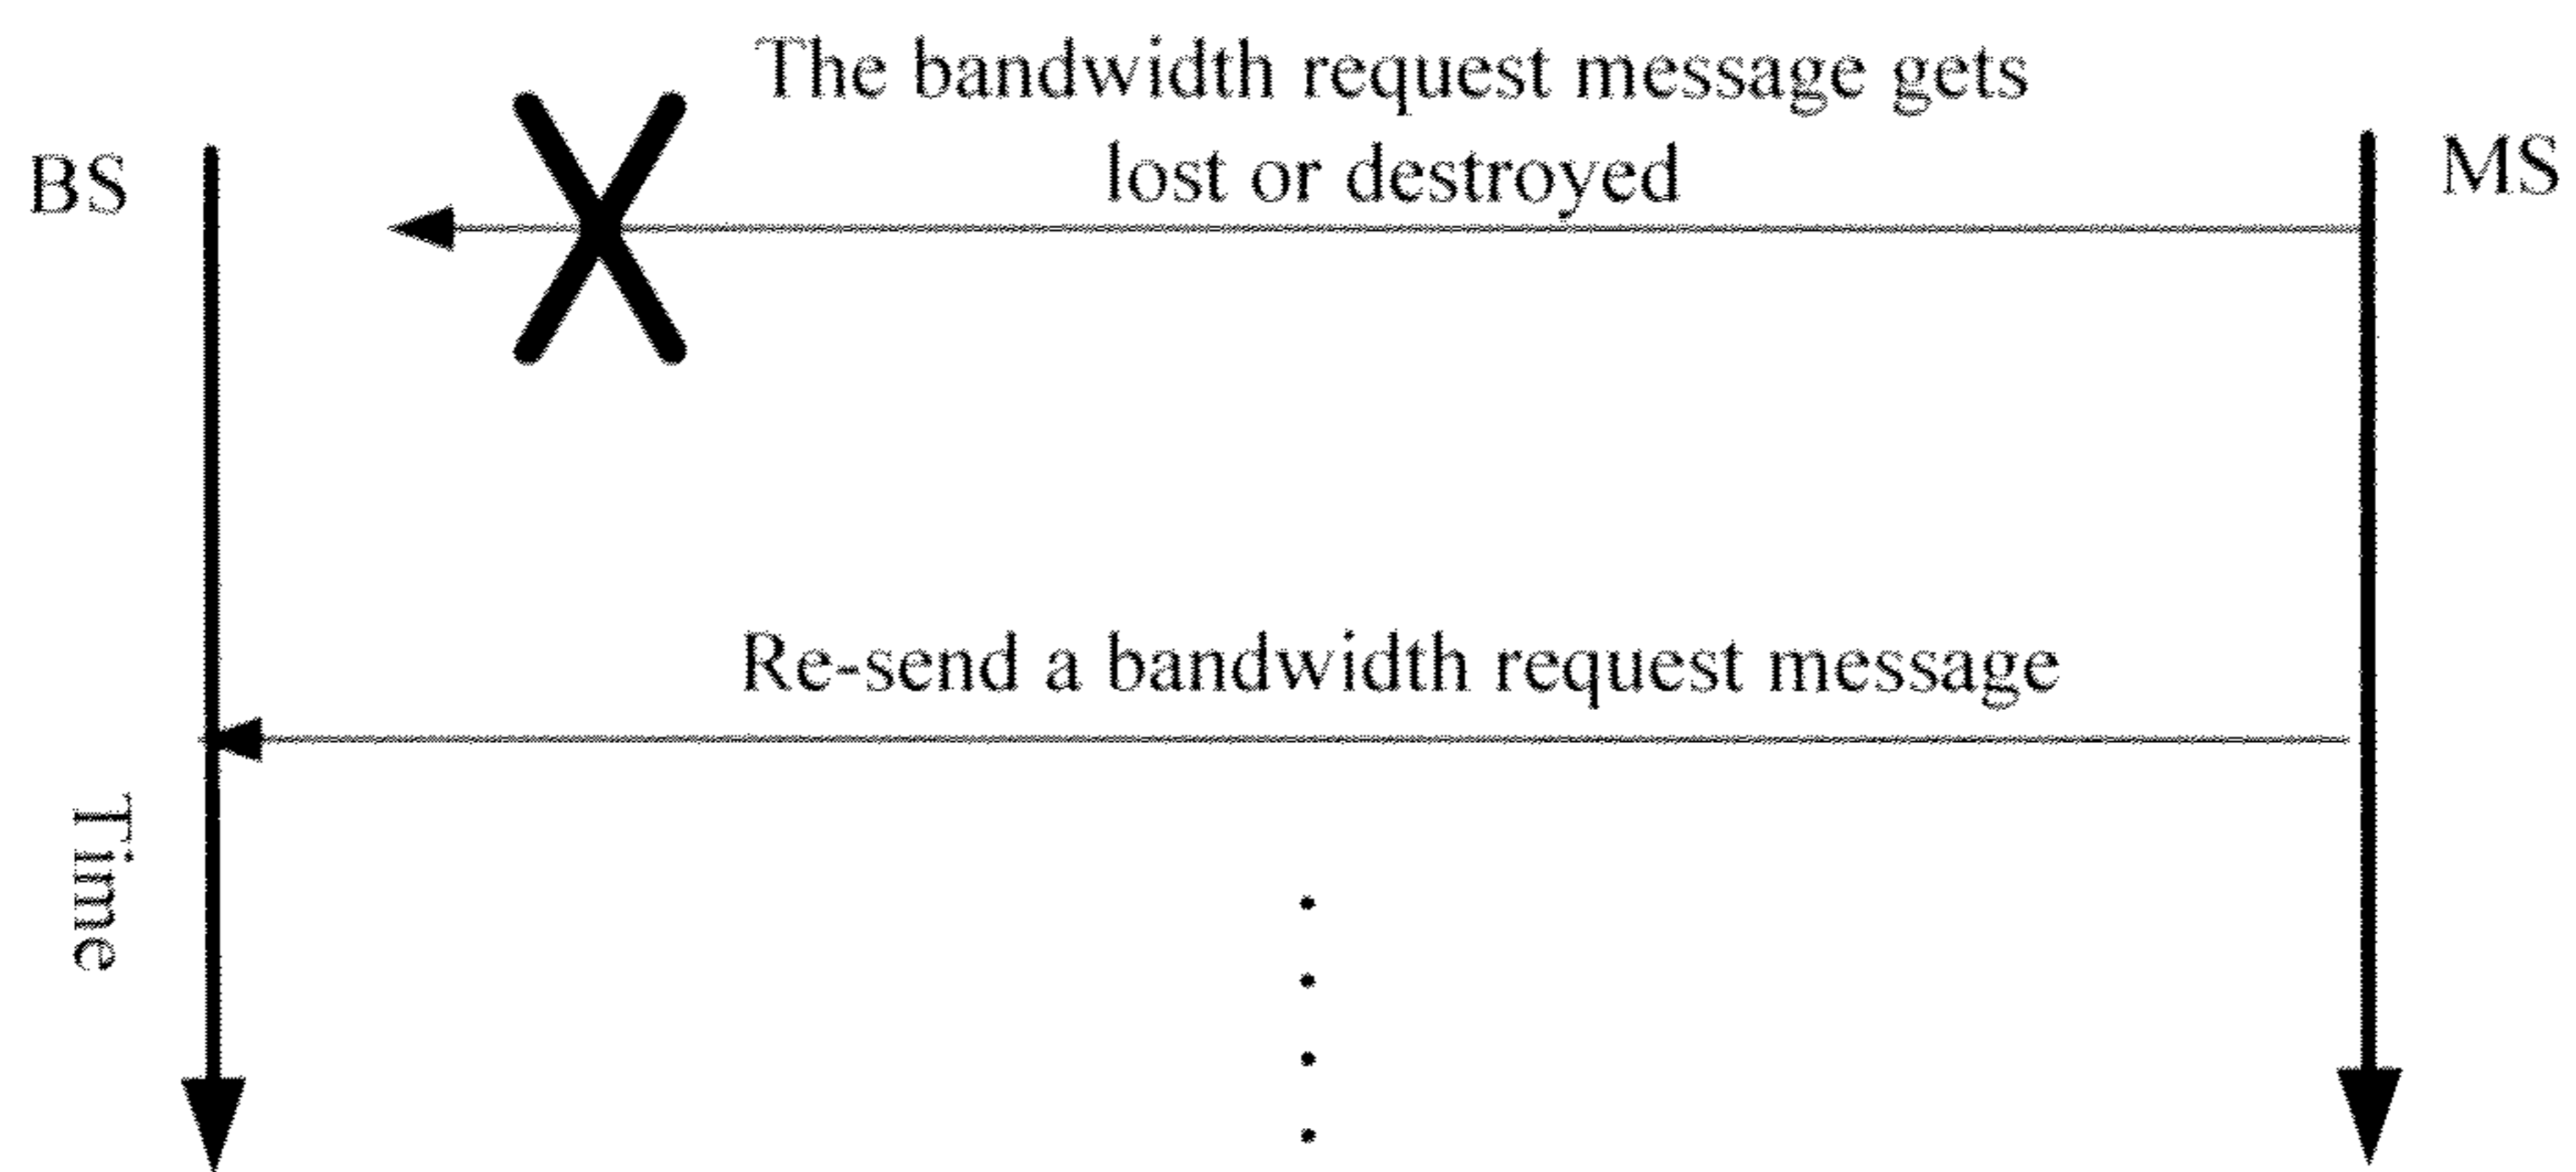 The bandwidth request message gets
lost or destroyed
BS
MS
Re-send a bandwidth request message
Time